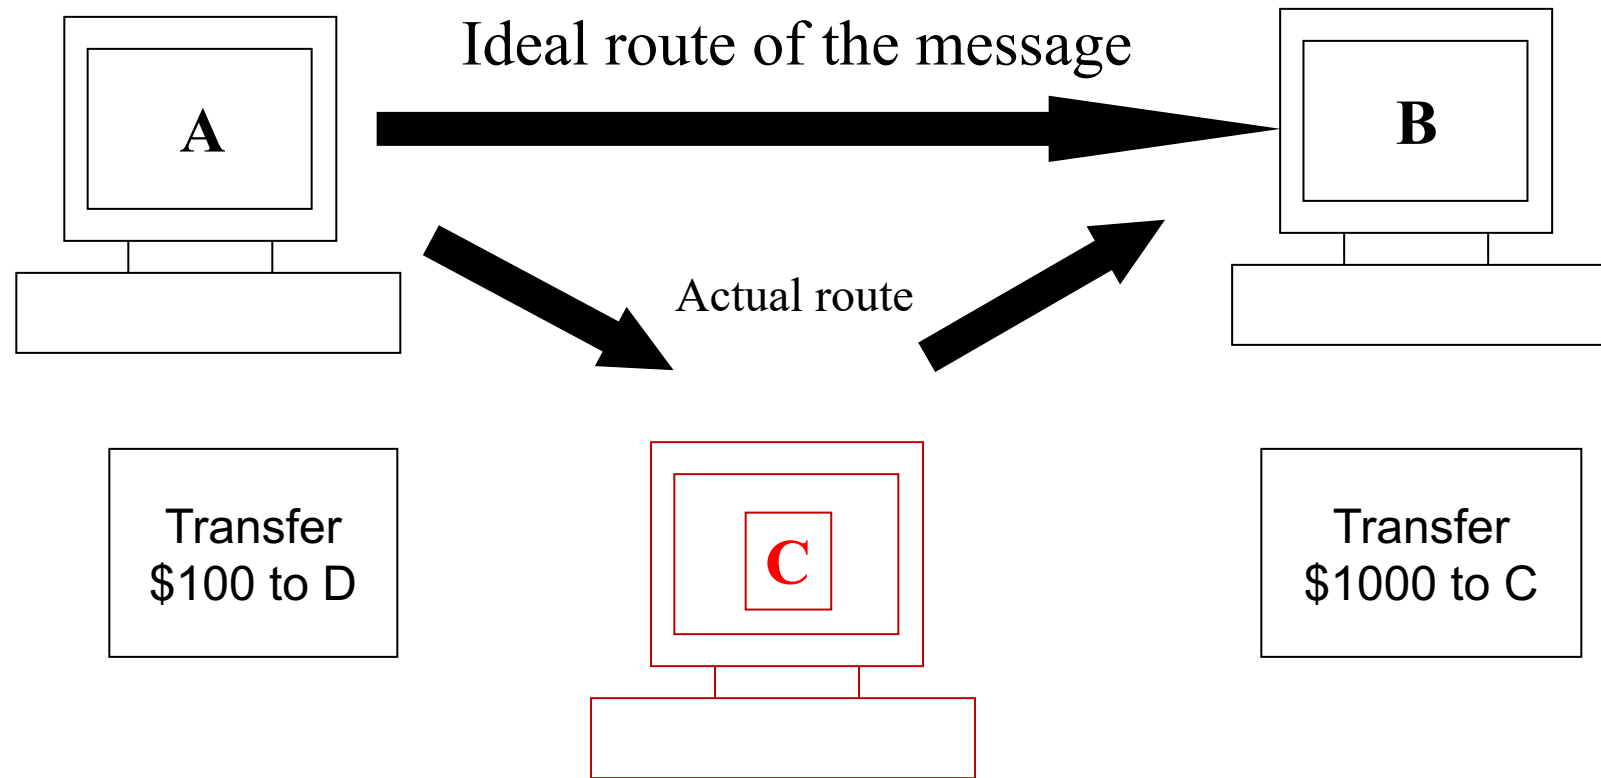 Ideal route of the message
A
B
Actual route
Transfer
$100 to D
C
Transfer
$1000 to C